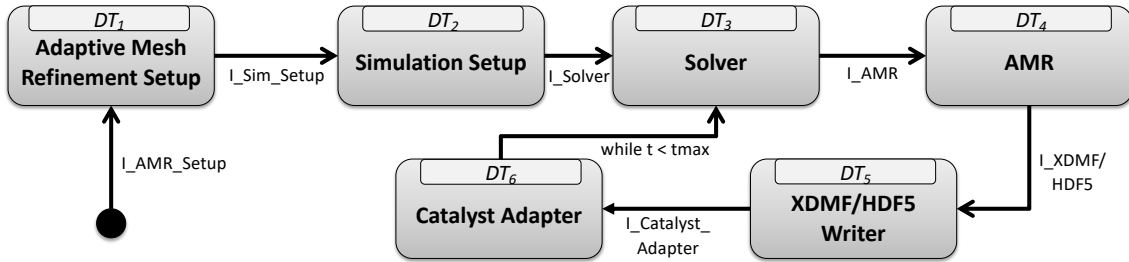 DT1
Adaptive Mesh
Refinement Setup
I_Sim_Setup
DT2
Simulation Setup
I_Solver
DT3
Solver
I_AMR
DT4
AMR
I_AMR_Setup
while t < tmax
I_XDMF/
HDF5
DT6
Catalyst Adapter
I_Catalyst_
Adapter
DT5
XDMF/HDF5
Writer